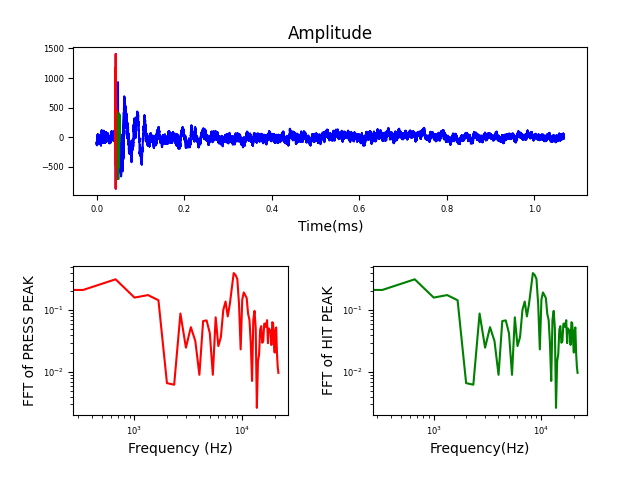 Amplitude
1500
1000
500
0
−500
0.0 0.2 0.4 0.6 0.8 1.0
Time(ms)
FFT of PRESS PEAK
10⁻¹
10⁻²
10³ 10⁴
Frequency (Hz)
FFT of HIT PEAK
10⁻¹
10⁻²
10³ 10⁴
Frequency(Hz)